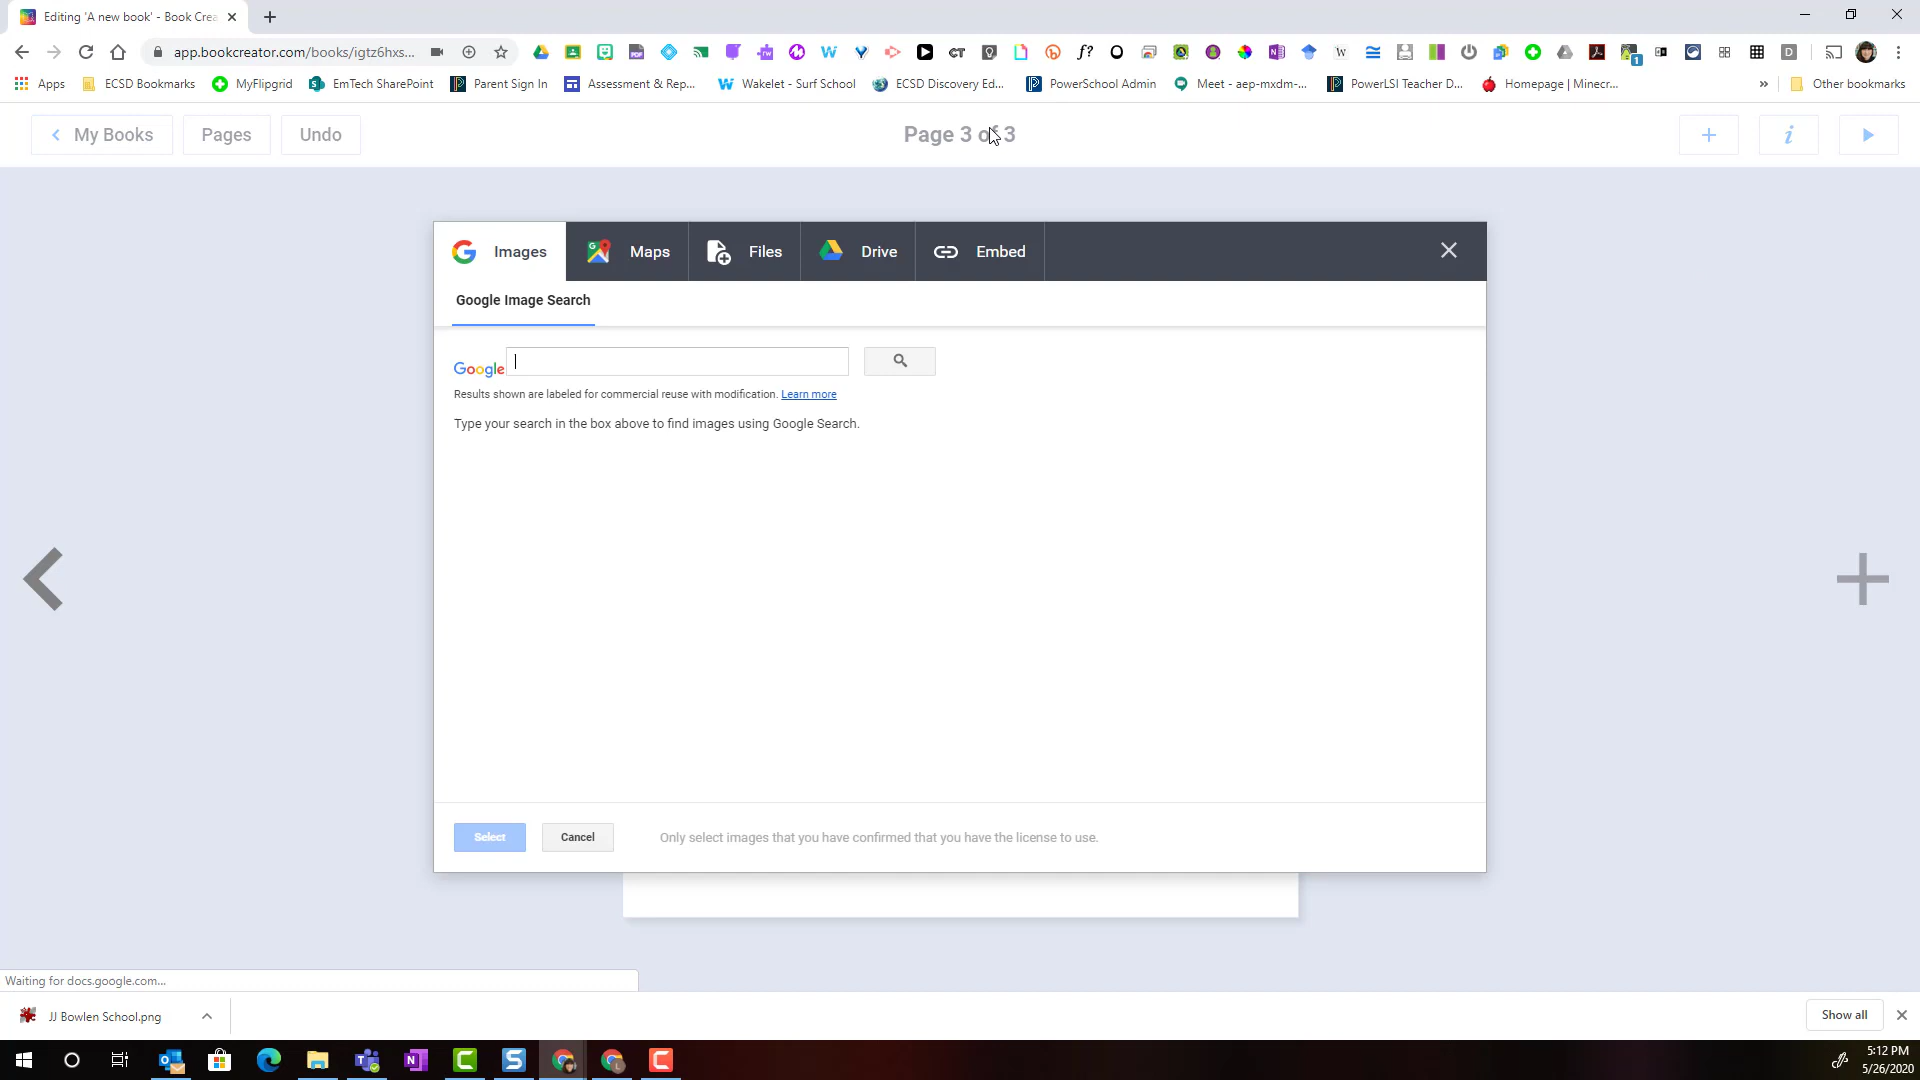 Editing 'A new book' - Book Crea
app.bookcreator.com/books/igtz6hxs...
Apps ECSD Bookmarks MyFlipgrid EmTech SharePoint Parent Sign In Assessment & Rep... Wakelet - Surf School ECSD Discovery Ed... PowerSchool Admin Meet - aep-mxdm-... PowerLSI Teacher D... Homepage | Minecr... » Other bookmarks
My Books Pages Undo Page 3 of 3
Images Maps Files Drive Embed
Google Image Search
Google
Results shown are labeled for commercial reuse with modification. Learn more
Type your search in the box above to find images using Google Search.
Select Cancel Only select images that you have confirmed that you have the license to use.
Waiting for docs.google.com...
JJ Bowlen School.png Show all
5:12 PM
5/26/2020